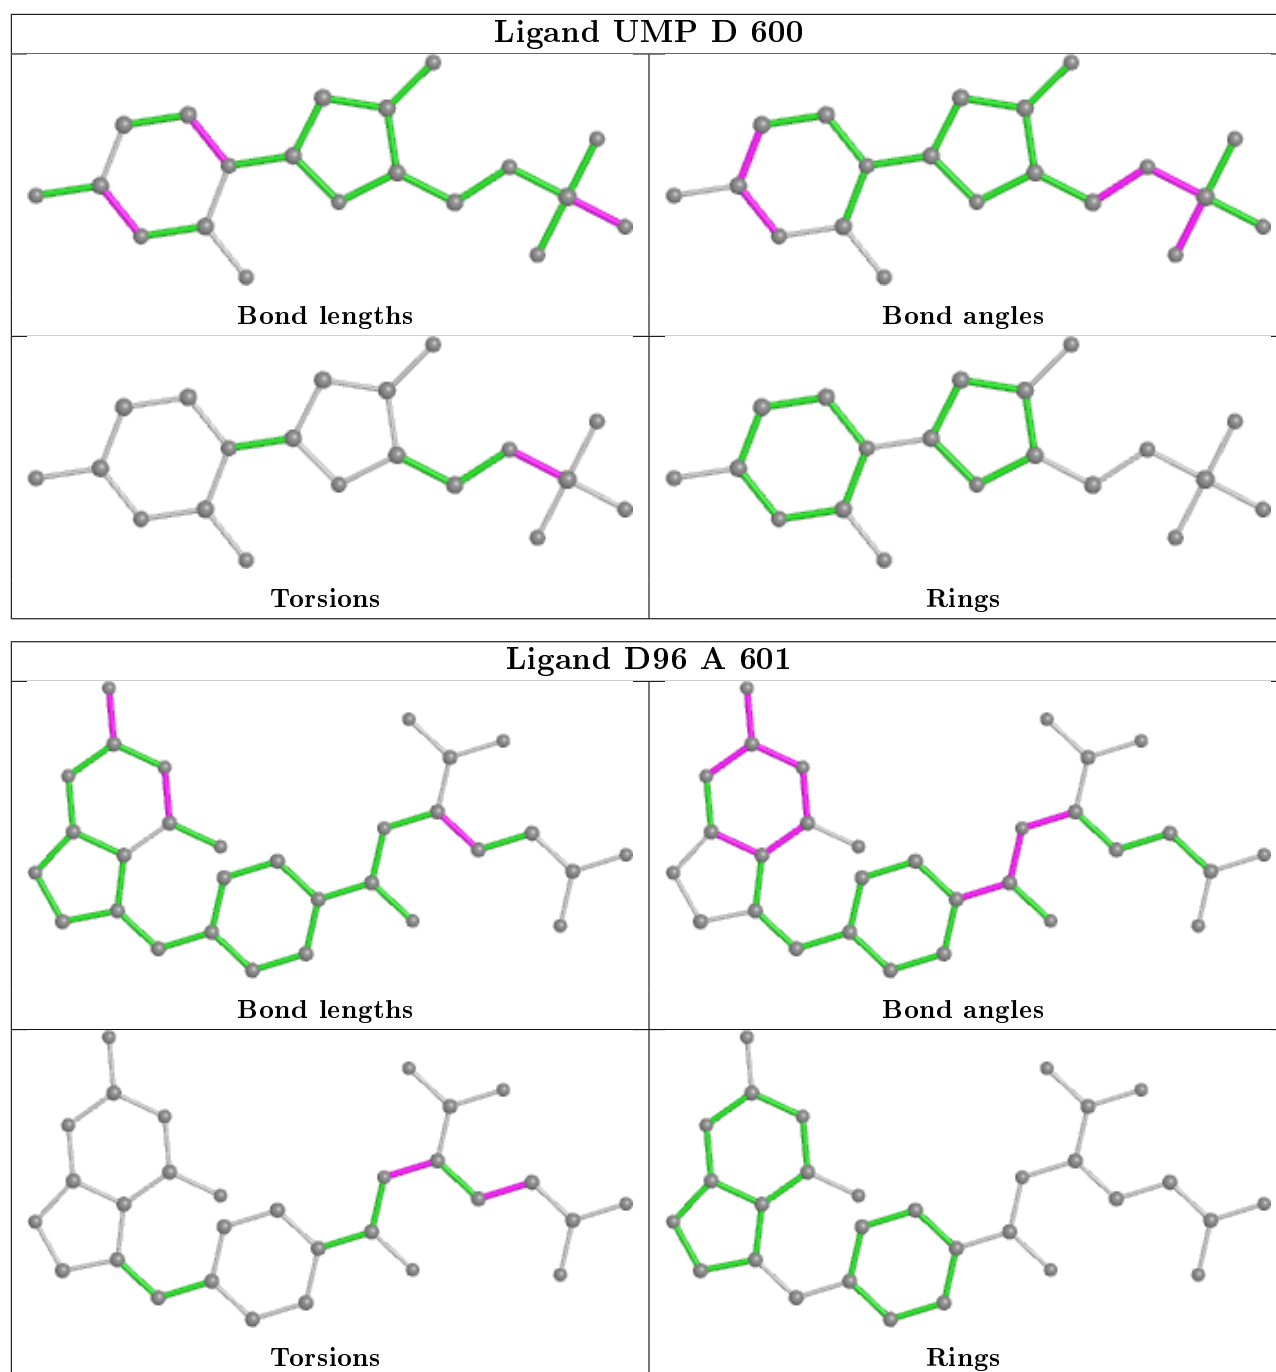 Ligand UMP D 600
Bond lengths
Bond angles
Torsions
Rings
Ligand D96 A 601
Bond lengths
Bond angles
Torsions
Rings